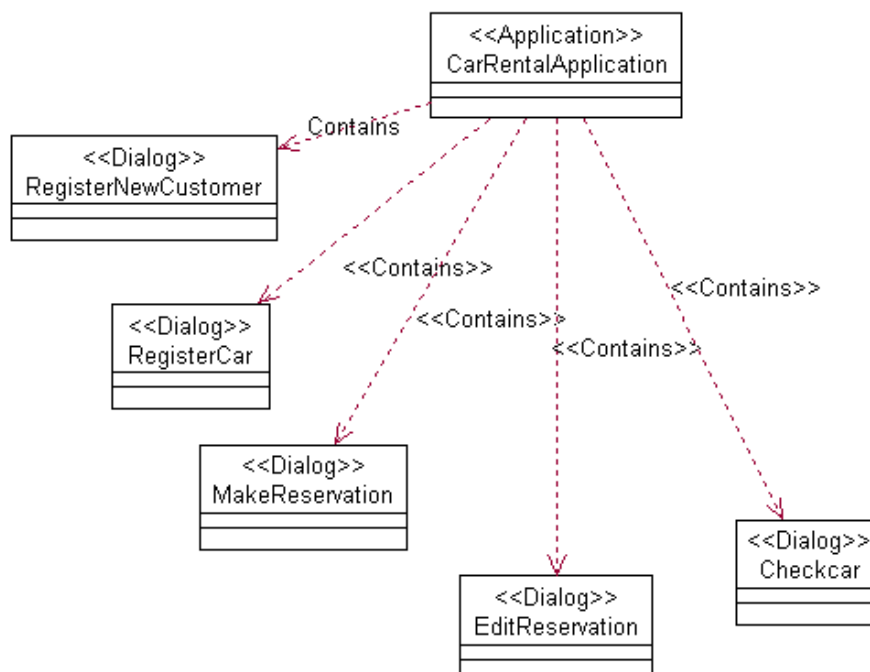 <<Application>>
CarRentalApplication
Contains
<<Dialog>>
RegisterNewCustomer
<<Contains>>
<<Contains>>
<<Contains>>
<<Contains>>
<<Dialog>>
RegisterCar
<<Dialog>>
MakeReservation
<<Dialog>>
Checkcar
<<Dialog>>
EditReservation